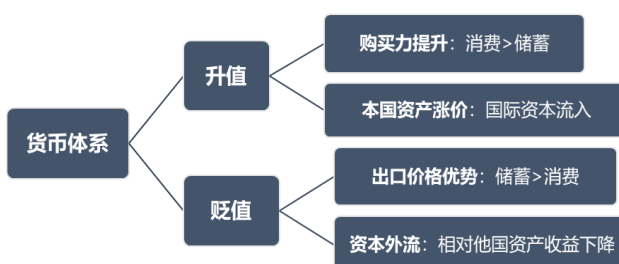 购买力提升：消费>储蓄
升值
本国资产涨价：国际资本流入
货币体系
出口价格优势：储蓄>消费
贬值
资本外流：相对他国资产收益下降